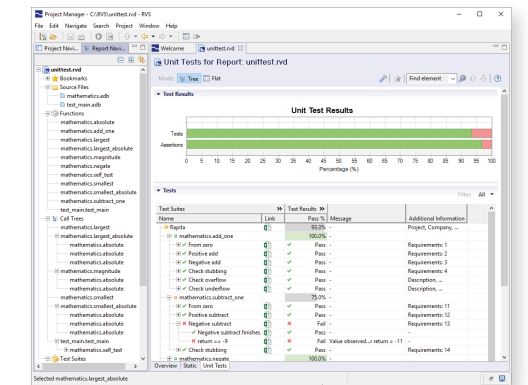 Project Manager - C:\RVS\unittest.rvd - RVS
File Edit Navigate Search Project Window Help
Project Navi... Report Navi...
unittest.rvd
Bookmarks
Source Files
mathematics.adb
test_main.adb
Functions
mathematics.absolute
mathematics.add_one
mathematics.largest
mathematics.largest_absolute
mathematics.magnitude
mathematics.negate
mathematics.self_test
mathematics.smallest
mathematics.smallest_absolute
mathematics.subtract_one
test_main.test_main
Call Trees
mathematics.largest
mathematics.largest_absolute
mathematics.absolute
mathematics.absolute
mathematics.magnitude
mathematics.absolute
mathematics.absolute
mathematics.smallest
mathematics.smallest_absolute
mathematics.absolute
mathematics.absolute
test_main.test_main
mathematics.self_test
Test Suites
Welcome unittest.rvd
Unit Tests for Report: unittest.rvd
Mode: Tree Flat Find element
Test Results
Unit Test Results
Tests
Assertions
0 5 10 15 20 25 30 35 40 45 50 55 60 65 70 75 80 85 90 95 100
Percentage (%)
Tests
Filter: All
Test Suites » Test Results »
Name Link Pass % Message Additional Information
Rapita 93.3% - Project, Company, ...
mathematics.add_one 100.0% -
From zero Pass - Requirements: 1
Positive add Pass - Requirements: 2
Negative add Pass - Requirements: 3
Check stubbing Pass - Requirements: 4
Check overflow Pass - Description, ...
Check underflow Pass - Description, ...
mathematics.subtract_one 75.0% -
From zero Pass - Requirements: 11
Positive subtract Pass - Requirements: 12
Negative subtract Fail - Requirements: 13
Negative subtract finishes Pass - -
return == -9 Fail Value observed...r return = -11 -
Check stubbing Pass - Requirements: 14
mathematics.negate 100.0% -
Overview Static Unit Tests
Selected mathematics.largest_absolute